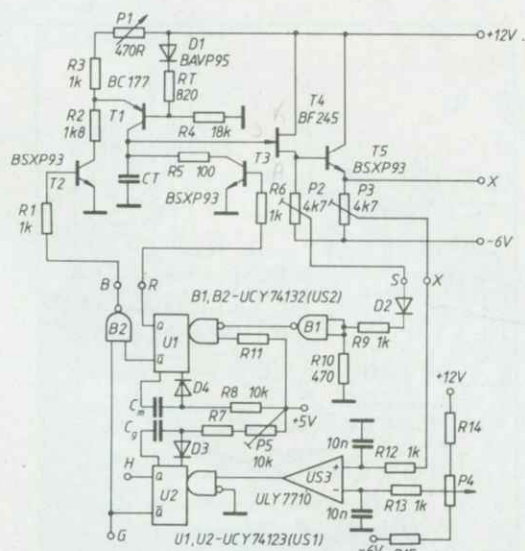 P1
470R
+12V
D1
BAVP95
R3
1k
BC177
RT
820
T4
BF245
R2
1k8
T1
R4
18k
T5
BSXP93
BSXP93
T2
R5
100
T3
CT
BSXP93
R6
1k
P2
4k7
P3
4k7
X
R1
1k
-6V
B
R
S
X
B1,B2-UCY74132(US2)
D2
B2
Q
U1
Q
B1
R9
1k
R11
R10
470
+12V
D4
R8
10k
Cm
+5V
R14
Cg
R7
P5
10k
10n
R12
1k
D3
H
Q
U2
Q
US3
+
-
P4
ULY7710
R13
1k
10n
G
U1,U2-UCY74123(US1)
-6V